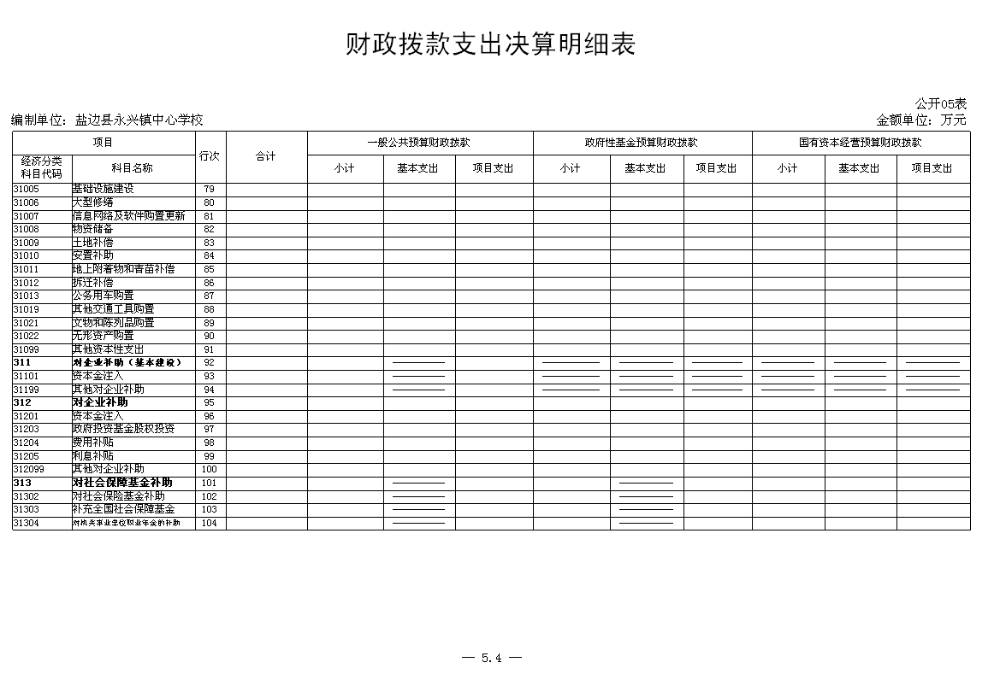 财政拨款支出决算明细表
公开05表
编制单位：盐边县永兴镇中心学校 金额单位：万元
项目 行次 合计 一般公共预算财政拨款 政府性基金预算财政拨款 国有资本经营预算财政拨款
经济分类科目代码 科目名称 小计 基本支出 项目支出 小计 基本支出 项目支出 小计 基本支出 项目支出
31005 基础设施建设 79
31006 大型修缮 80
31007 信息网络及软件购置更新 81
31008 物资储备 82
31009 土地补偿 83
31010 安置补助 84
31011 地上附着物和青苗补偿 85
31012 拆迁补偿 86
31013 公务用车购置 87
31019 其他交通工具购置 88
31021 文物和陈列品购置 89
31022 无形资产购置 90
31099 其他资本性支出 91
311 对企业补助（基本建设） 92
31101 资本金注入 93
31199 其他对企业补助 94
312 对企业补助 95
31201 资本金注入 96
31203 政府投资基金股权投资 97
31204 费用补贴 98
31205 利息补贴 99
312099 其他对企业补助 100
313 对社会保障基金补助 101
31302 对社会保险基金补助 102
31303 补充全国社会保障基金 103
31304 对机关事业单位职业年金的补助 104
— 5.4 —